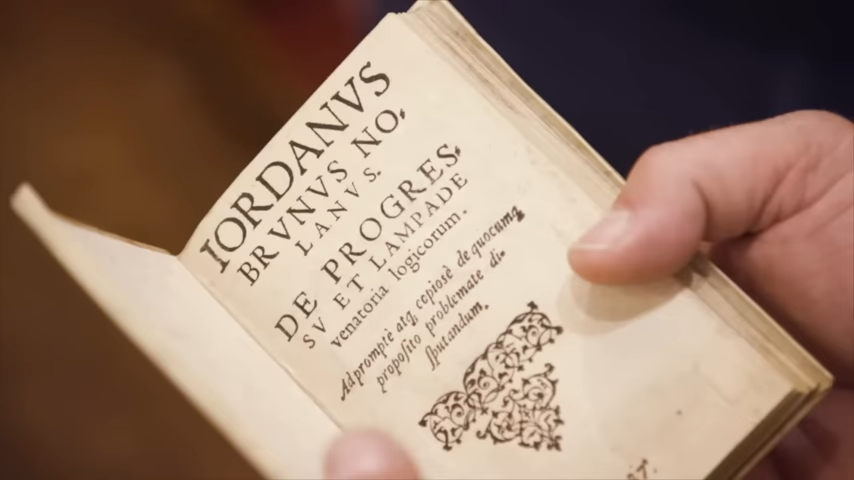 IORDANVS
BRVNVS NO,
LANVS.
DE PROGRES,
SV ET LAMPADE
venatoria logicorum.
Ad promptè atq, copiosè de quocumq
propoſito problemate di-
ſputandum.